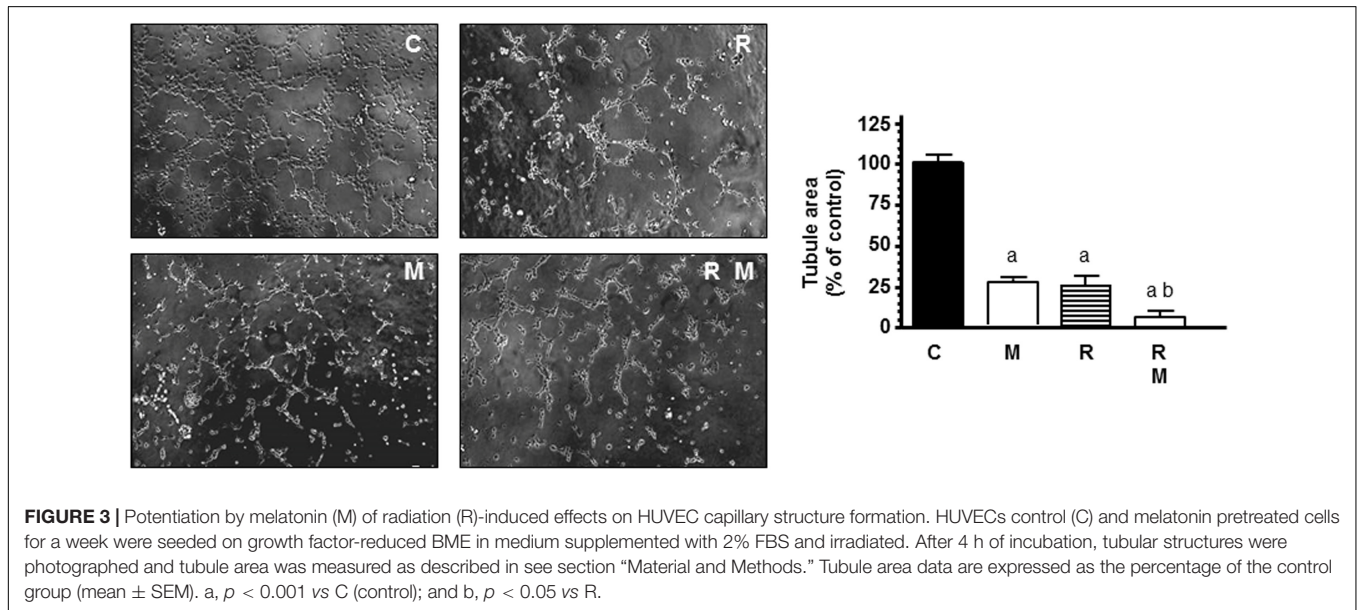 C
R
M
R M
125
100
75
50
25
0
Tubule area
(% of control)
a
a
a b
C M R R
M
FIGURE 3 | Potentiation by melatonin (M) of radiation (R)-induced effects on HUVEC capillary structure formation. HUVECs control (C) and melatonin pretreated cells
for a week were seeded on growth factor-reduced BME in medium supplemented with 2% FBS and irradiated. After 4 h of incubation, tubular structures were
photographed and tubule area was measured as described in see section “Material and Methods.” Tubule area data are expressed as the percentage of the control
group (mean ± SEM). a, p < 0.001 vs C (control); and b, p < 0.05 vs R.